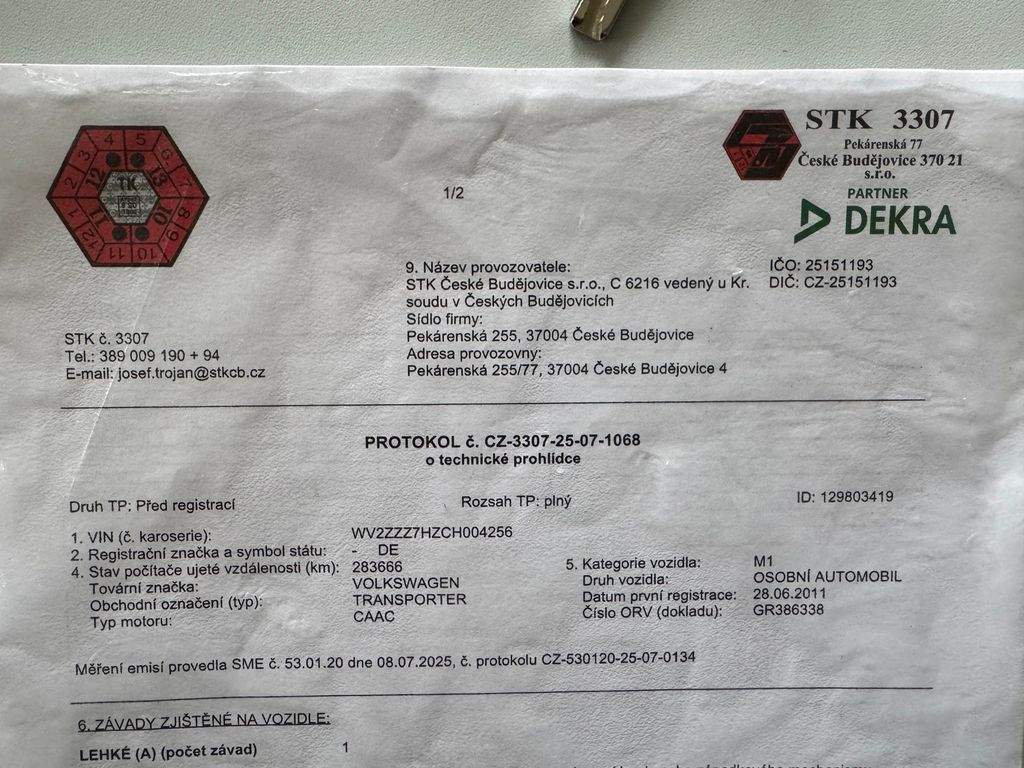 STK 3307
Pekárenská 77
České Budějovice 370 21
s.r.o.
PARTNER
DEKRA
1/2
TK
9. Název provozovatele:
STK České Budějovice s.r.o., C 6216 vedený u Kr.
soudu v Českých Budějovicích
Sídlo firmy:
Pekárenská 255, 37004 České Budějovice
Adresa provozovny:
Pekárenská 255/77, 37004 České Budějovice 4
IČO: 25151193
DIČ: CZ-25151193
STK č. 3307
Tel.: 389 009 190 + 94
E-mail: josef.trojan@stkcb.cz
PROTOKOL č. CZ-3307-25-07-1068
o technické prohlídce
Druh TP: Před registrací
Rozsah TP: plný
ID: 129803419
1. VIN (č. karoserie): WV2ZZZ7HZCH004256
2. Registrační značka a symbol státu: - DE
4. Stav počítače ujeté vzdálenosti (km): 283666
Tovární značka: VOLKSWAGEN
Obchodní označení (typ): TRANSPORTER
Typ motoru: CAAC
5. Kategorie vozidla: M1
Druh vozidla: OSOBNÍ AUTOMOBIL
Datum první registrace: 28.06.2011
Číslo ORV (dokladu): GR386338
Měření emisí provedla SME č. 53.01.20 dne 08.07.2025, č. protokolu CZ-530120-25-07-0134
6. ZÁVADY ZJIŠTĚNÉ NA VOZIDLE:
LEHKÉ (A) (počet závad) 1